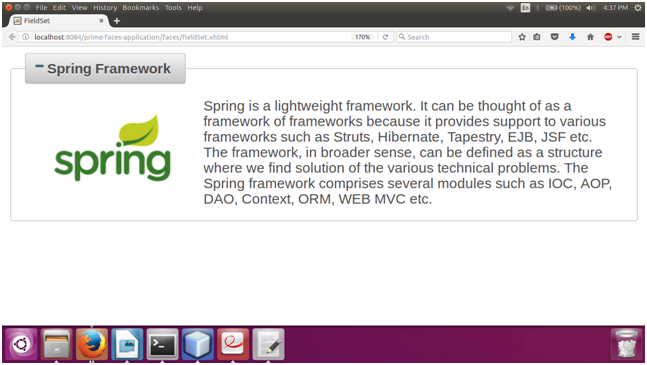 File Edit View History Bookmarks Tools Help
En
(100%)
4:37 PM
FieldSet
localhost:8084/prime-faces-application/faces/fieldSet.xhtml
170%
Search
ABP
Spring Framework
spring
Spring is a lightweight framework. It can be thought of as a
framework of frameworks because it provides support to various
frameworks such as Struts, Hibernate, Tapestry, EJB, JSF etc.
The framework, in broader sense, can be defined as a structure
where we find solution of the various technical problems. The
Spring framework comprises several modules such as IOC, AOP,
DAO, Context, ORM, WEB MVC etc.